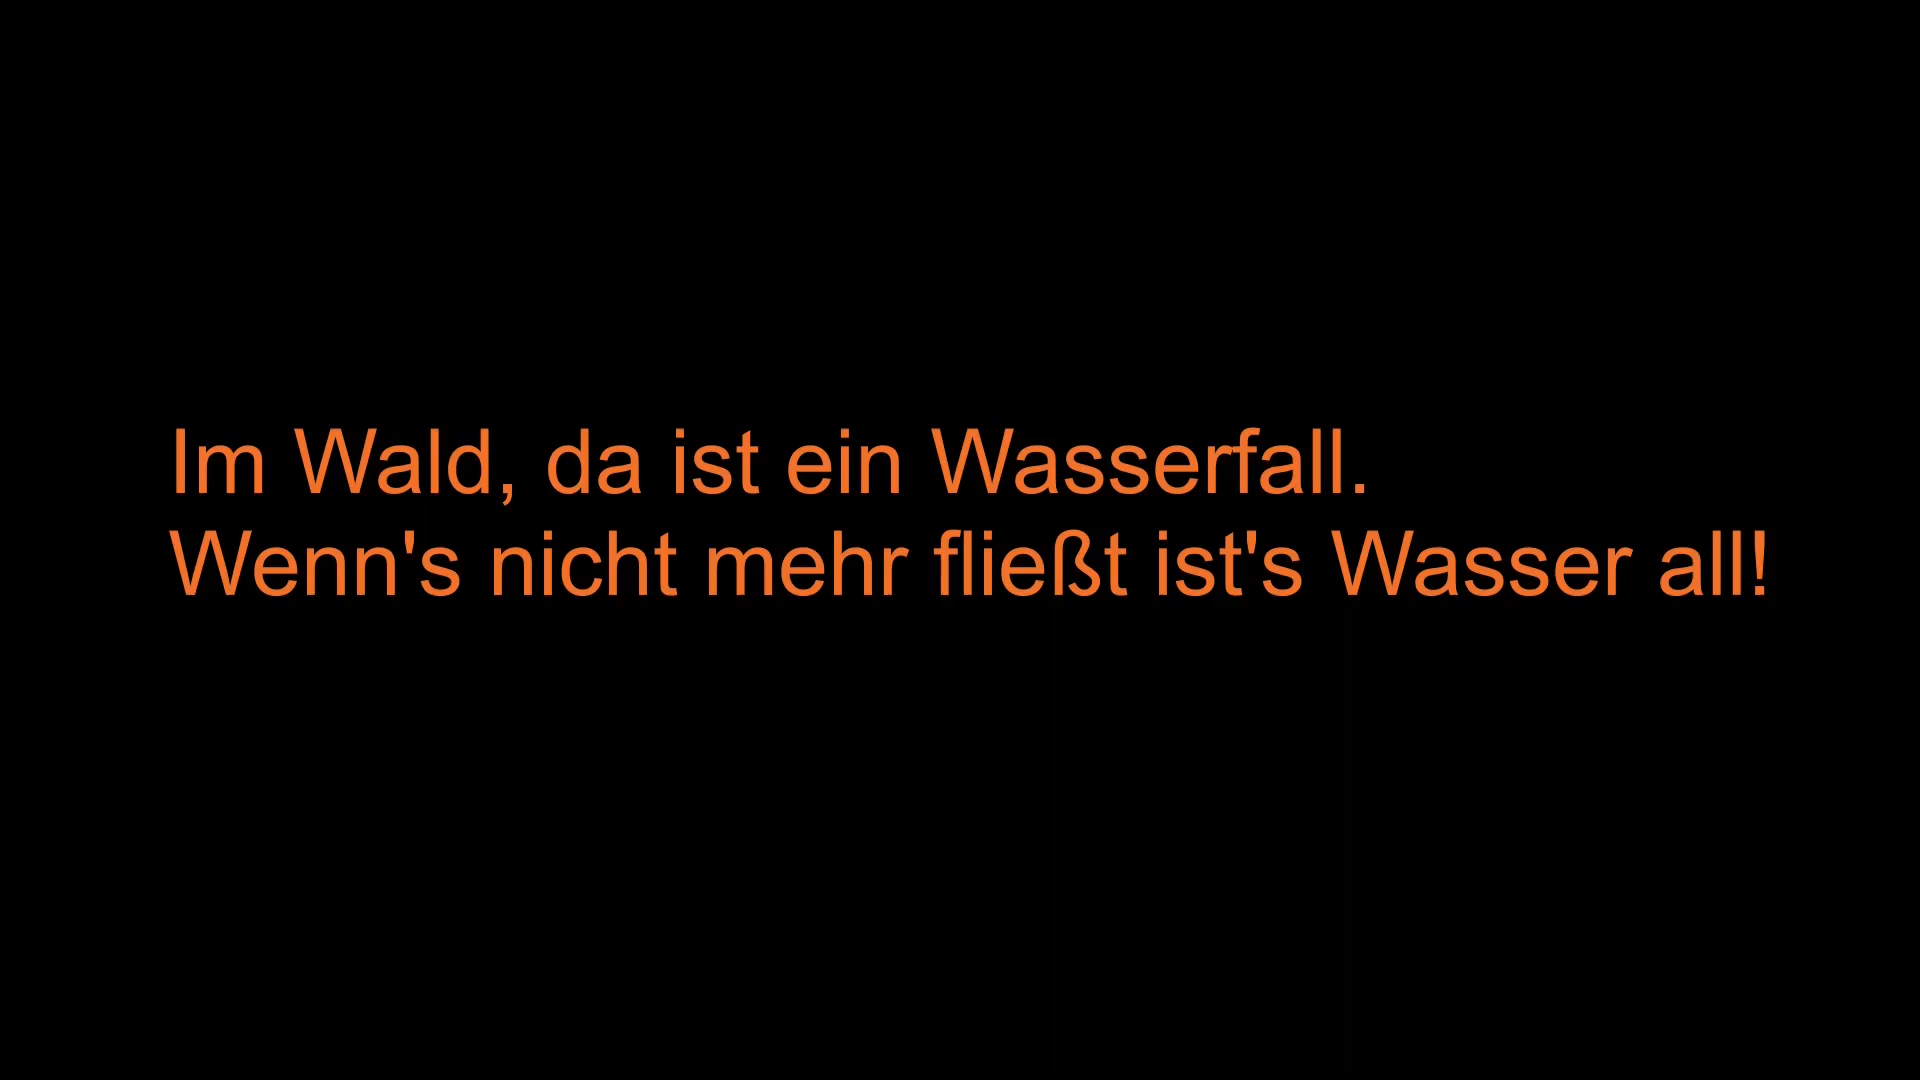 Im Wald, da ist ein Wasserfall.
Wenn's nicht mehr fließt ist's Wasser all!